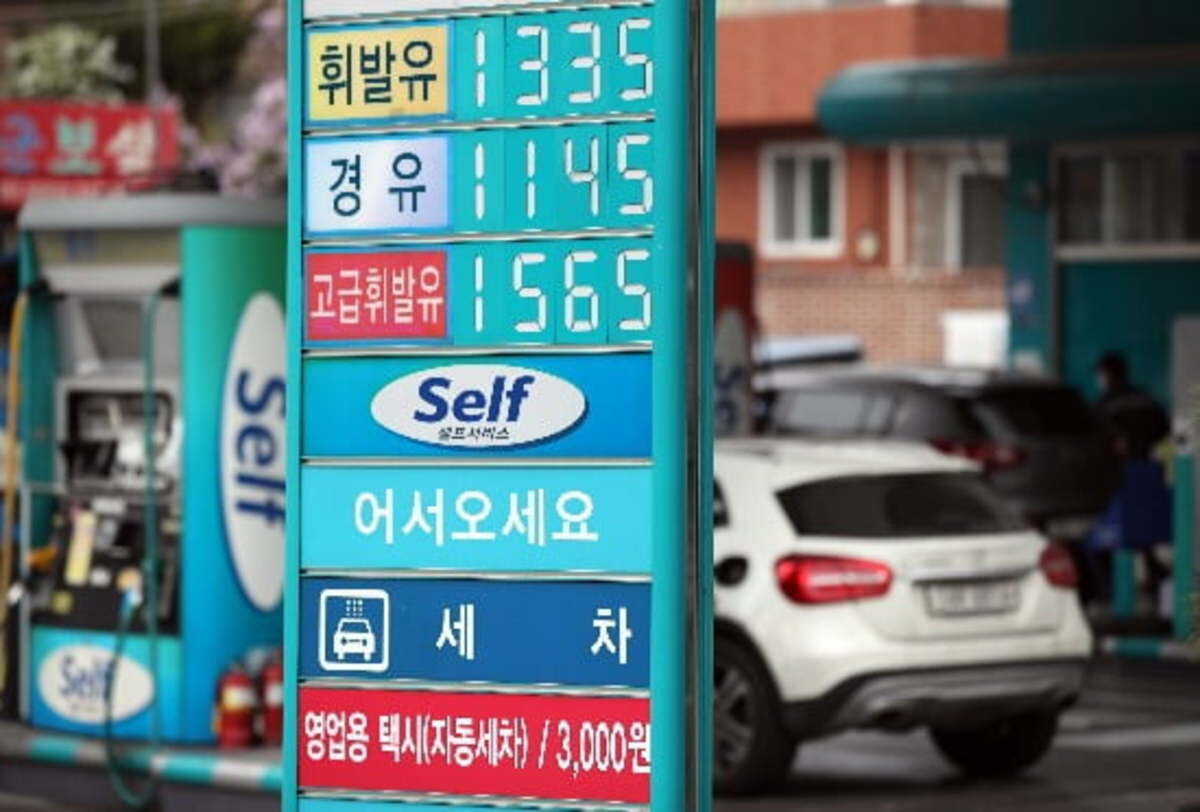 휘발유 1335
경유 1145
고급휘발유 1565
Self
셀프서비스
어서오세요
세 차
영업용 택시(자동세차) / 3,000원
Self
Self